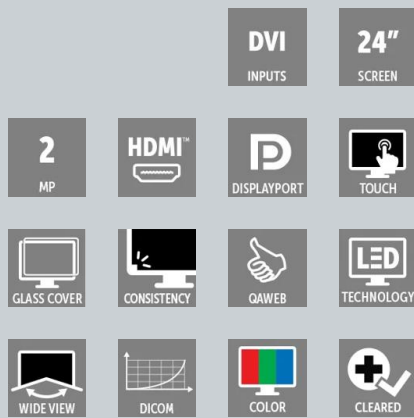 DVI
INPUTS
24"
SCREEN
2
MP
HDMI™
DISPLAYPORT
TOUCH
GLASS COVER
CONSISTENCY
QAWEB
LED
TECHNOLOGY
WIDE VIEW
DICOM
COLOR
CLEARED